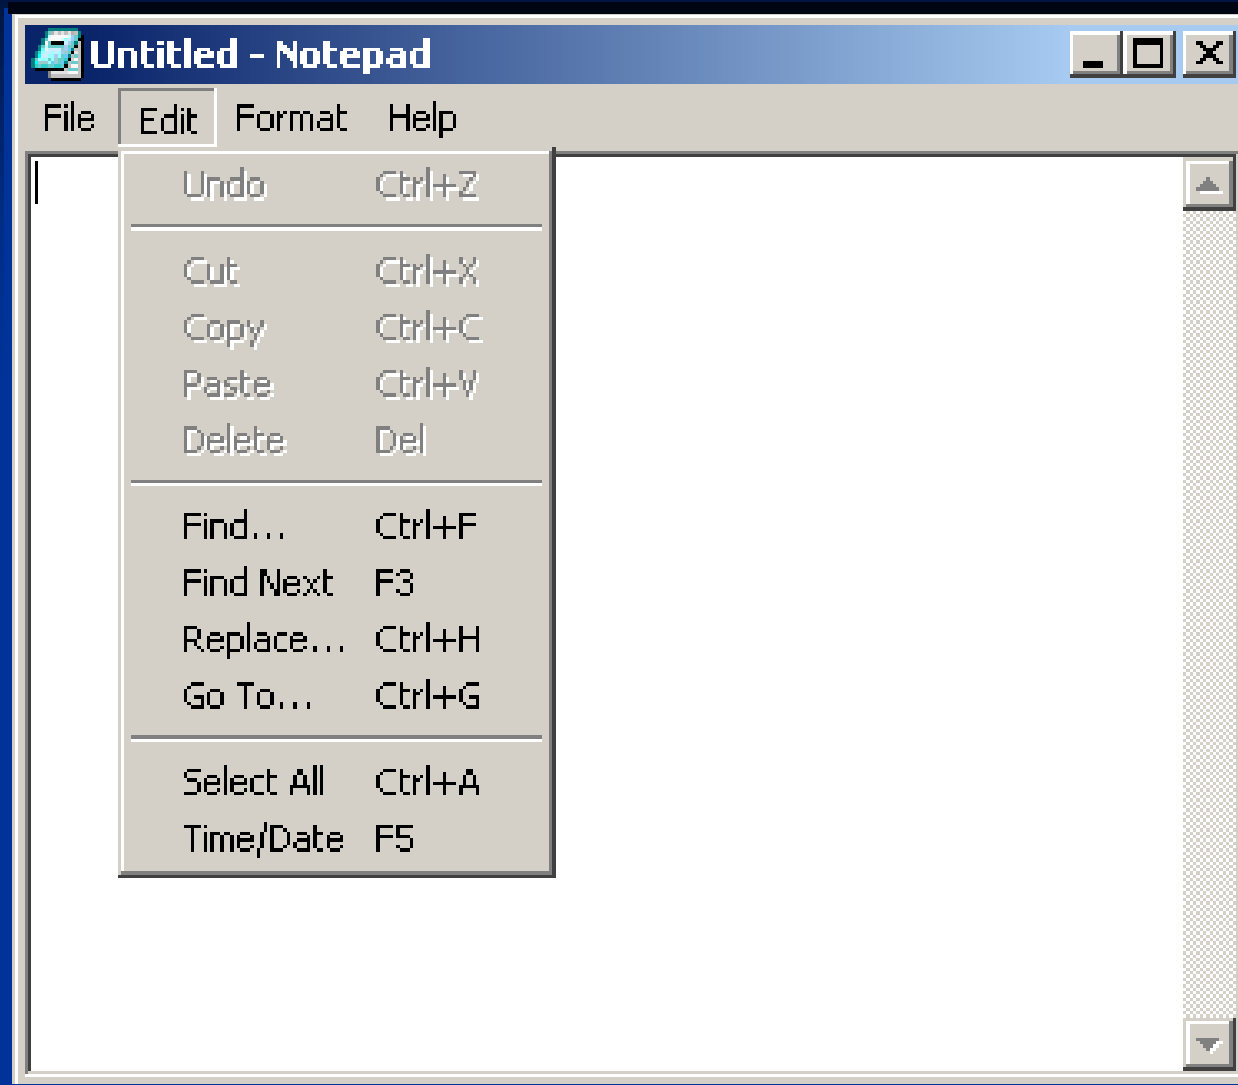 Untitled - Notepad
File Edit Format Help
Undo Ctrl+Z
Cut Ctrl+X
Copy Ctrl+C
Paste Ctrl+V
Delete Del
Find... Ctrl+F
Find Next F3
Replace... Ctrl+H
Go To... Ctrl+G
Select All Ctrl+A
Time/Date F5